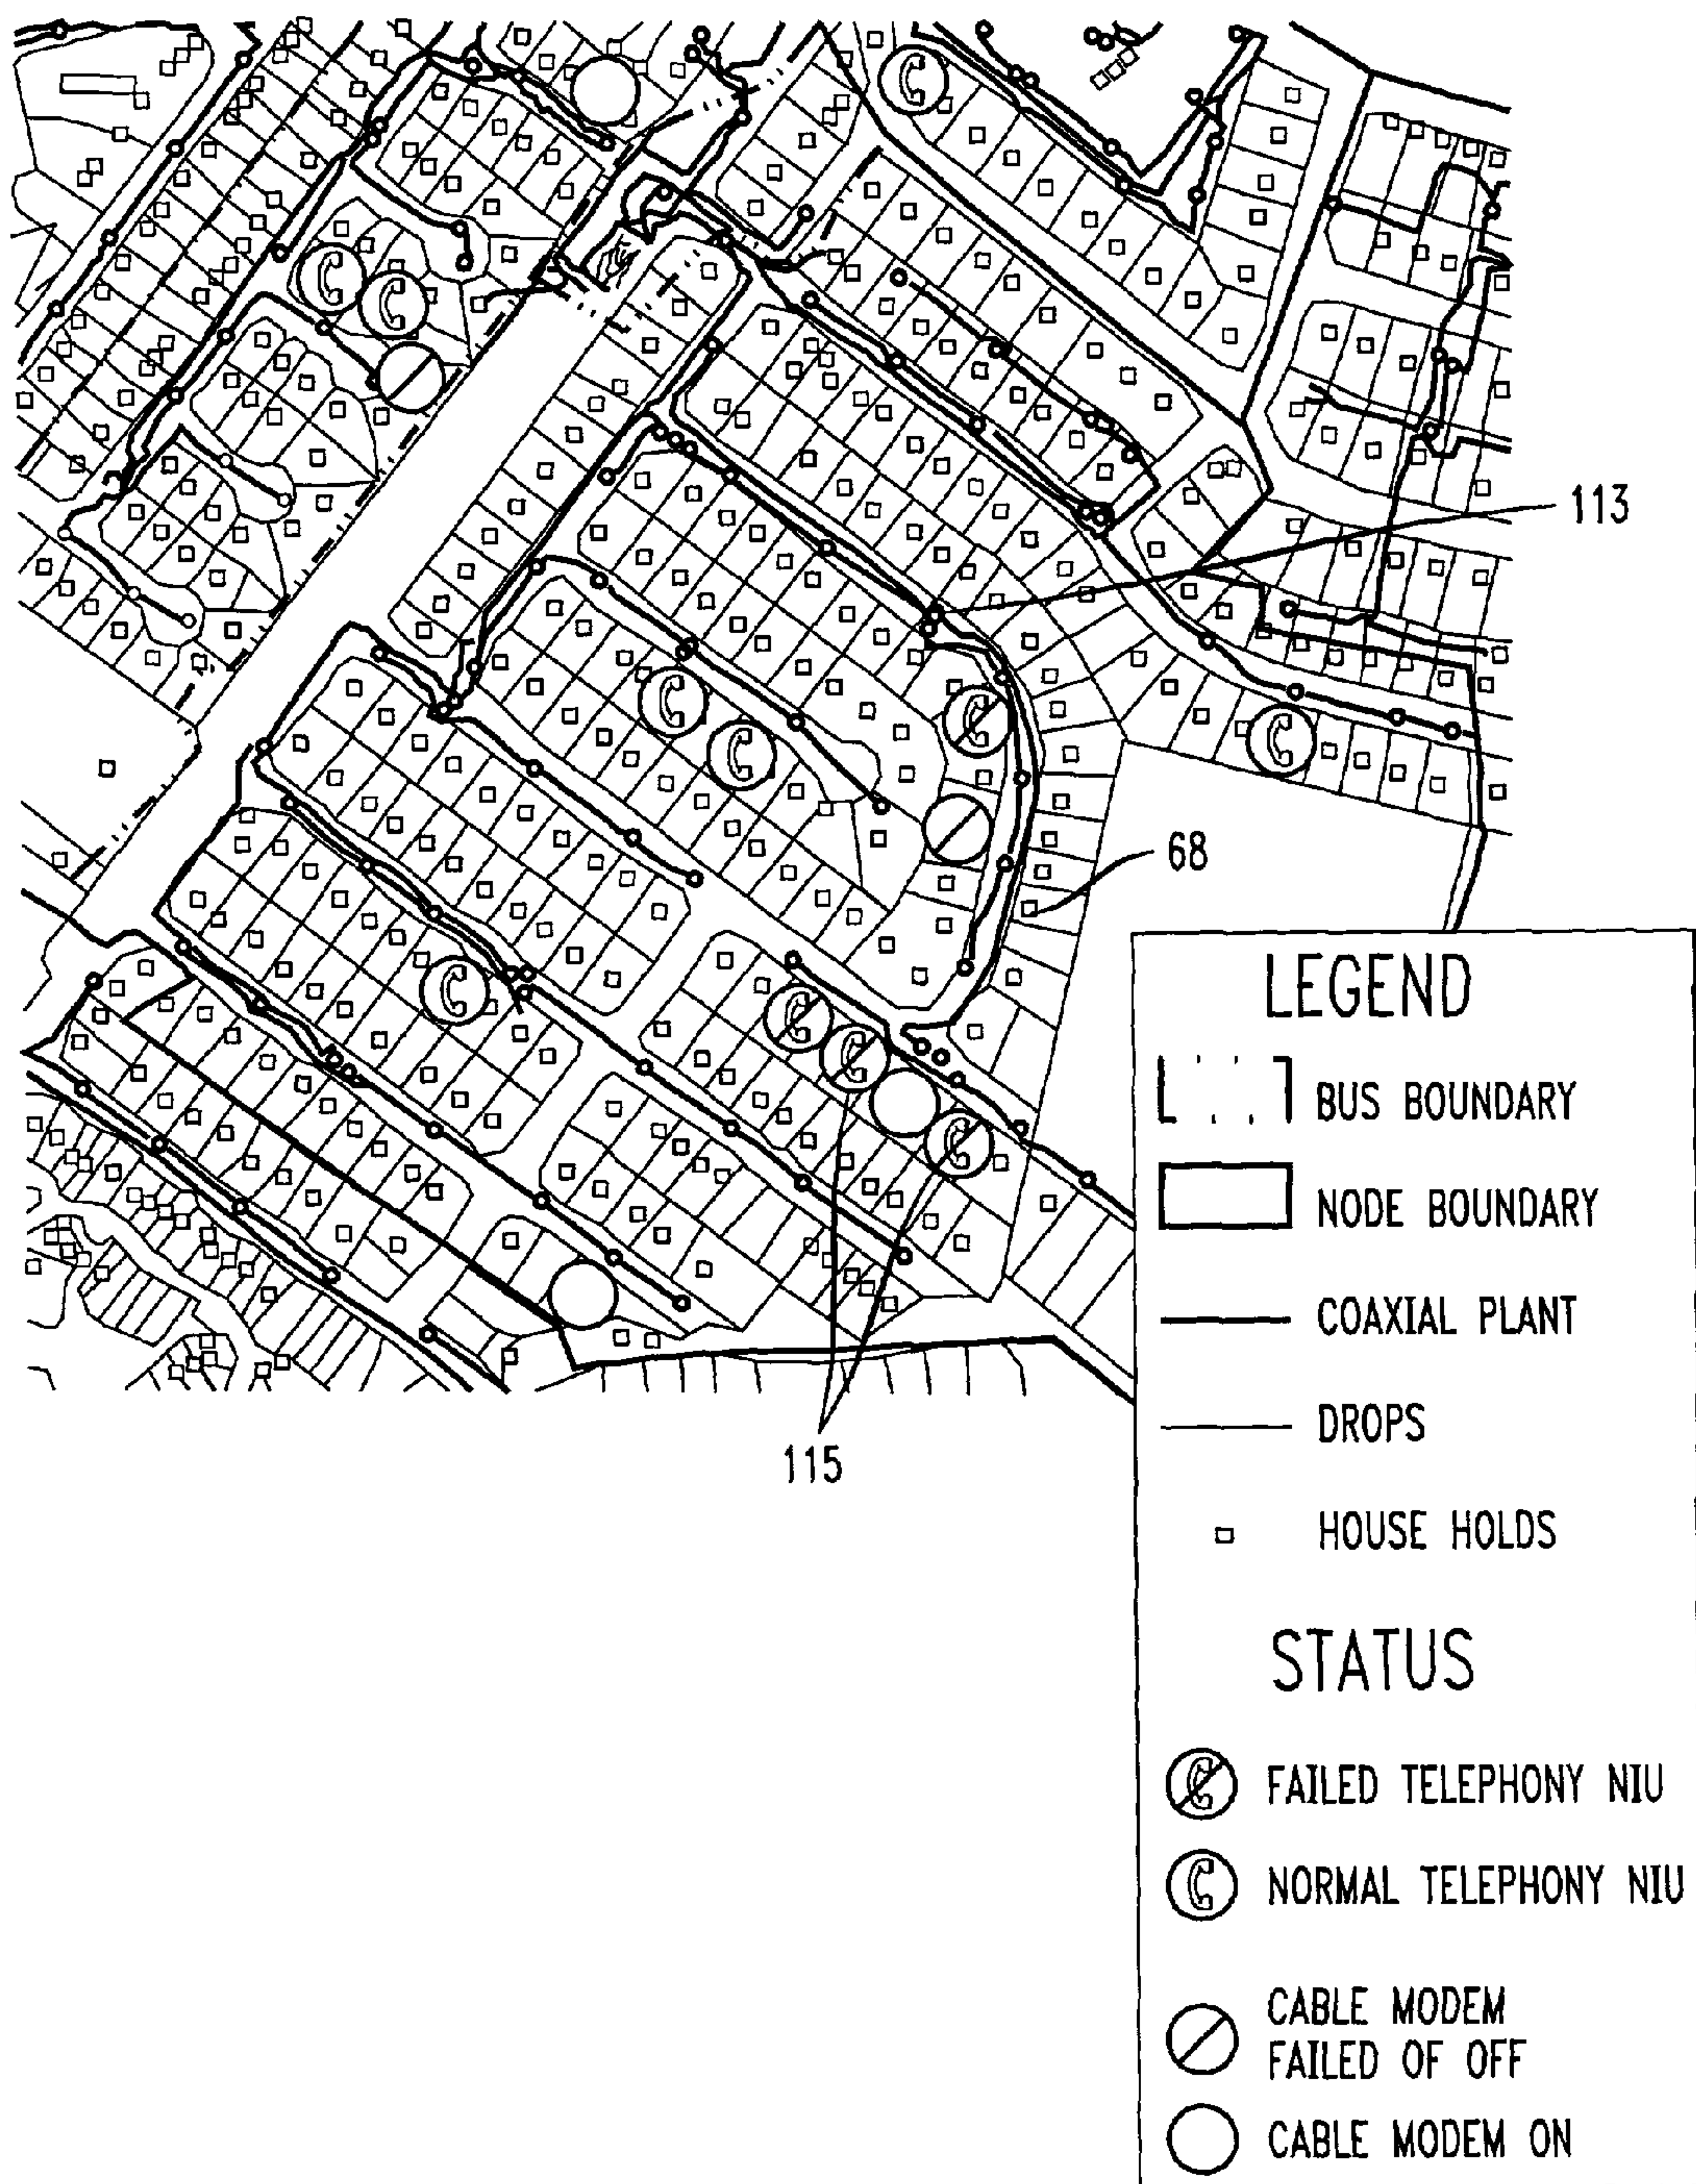 113
68
115
LEGEND
BUS BOUNDARY
NODE BOUNDARY
COAXIAL PLANT
DROPS
HOUSE HOLDS
STATUS
FAILED TELEPHONY NIU
NORMAL TELEPHONY NIU
CABLE MODEM
FAILED OF OFF
CABLE MODEM ON